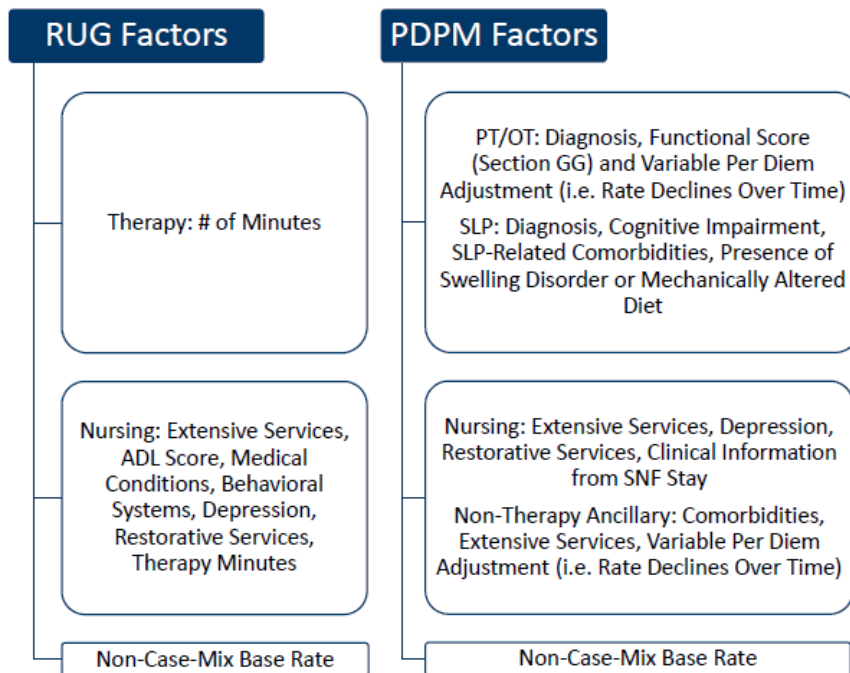 RUG Factors
Therapy: # of Minutes
Nursing: Extensive Services,
ADL Score, Medical
Conditions, Behavioral
Systems, Depression,
Restorative Services,
Therapy Minutes
Non-Case-Mix Base Rate
PDPM Factors
PT/OT: Diagnosis, Functional Score
(Section GG) and Variable Per Diem
Adjustment (i.e. Rate Declines Over Time)
SLP: Diagnosis, Cognitive Impairment,
SLP-Related Comorbidities, Presence of
Swelling Disorder or Mechanically Altered
Diet
Nursing: Extensive Services, Depression,
Restorative Services, Clinical Information
from SNF Stay
Non-Therapy Ancillary: Comorbidities,
Extensive Services, Variable Per Diem
Adjustment (i.e. Rate Declines Over Time)
Non-Case-Mix Base Rate